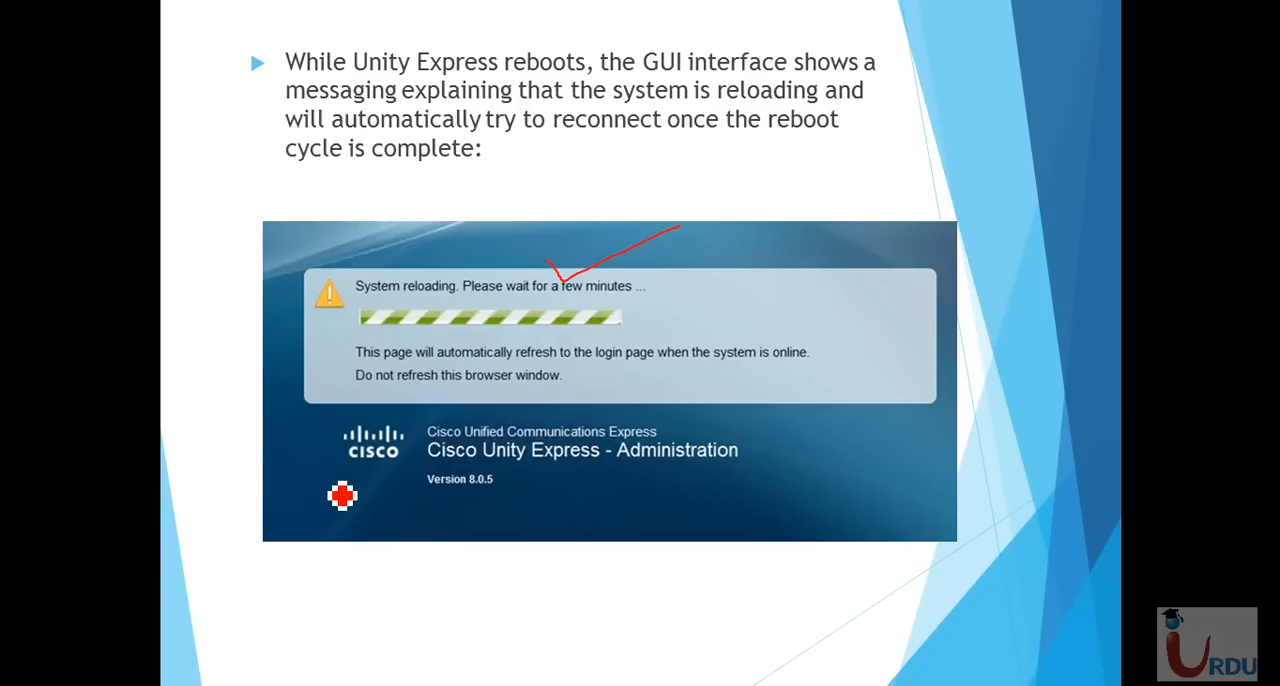 While Unity Express reboots, the GUI interface shows a
messaging explaining that the system is reloading and
will automatically try to reconnect once the reboot
cycle is complete:
System reloading. Please wait for a few minutes ...
This page will automatically refresh to the login page when the system is online.
Do not refresh this browser window.
CISCO
Cisco Unified Communications Express
Cisco Unity Express - Administration
Version 8.0.5
iURDU